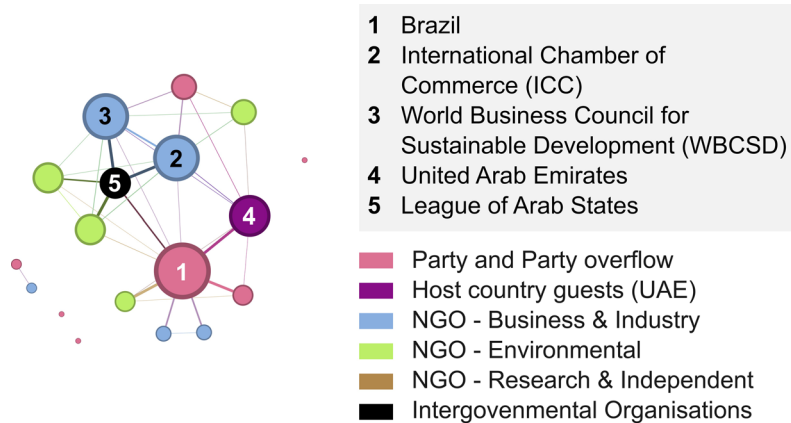 3
2
5
4
1
1 Brazil
2 International Chamber of
Commerce (ICC)
3 World Business Council for
Sustainable Development (WBCSD)
4 United Arab Emirates
5 League of Arab States
Party and Party overflow
Host country guests (UAE)
NGO - Business & Industry
NGO - Environmental
NGO - Research & Independent
Intergovenmental Organisations